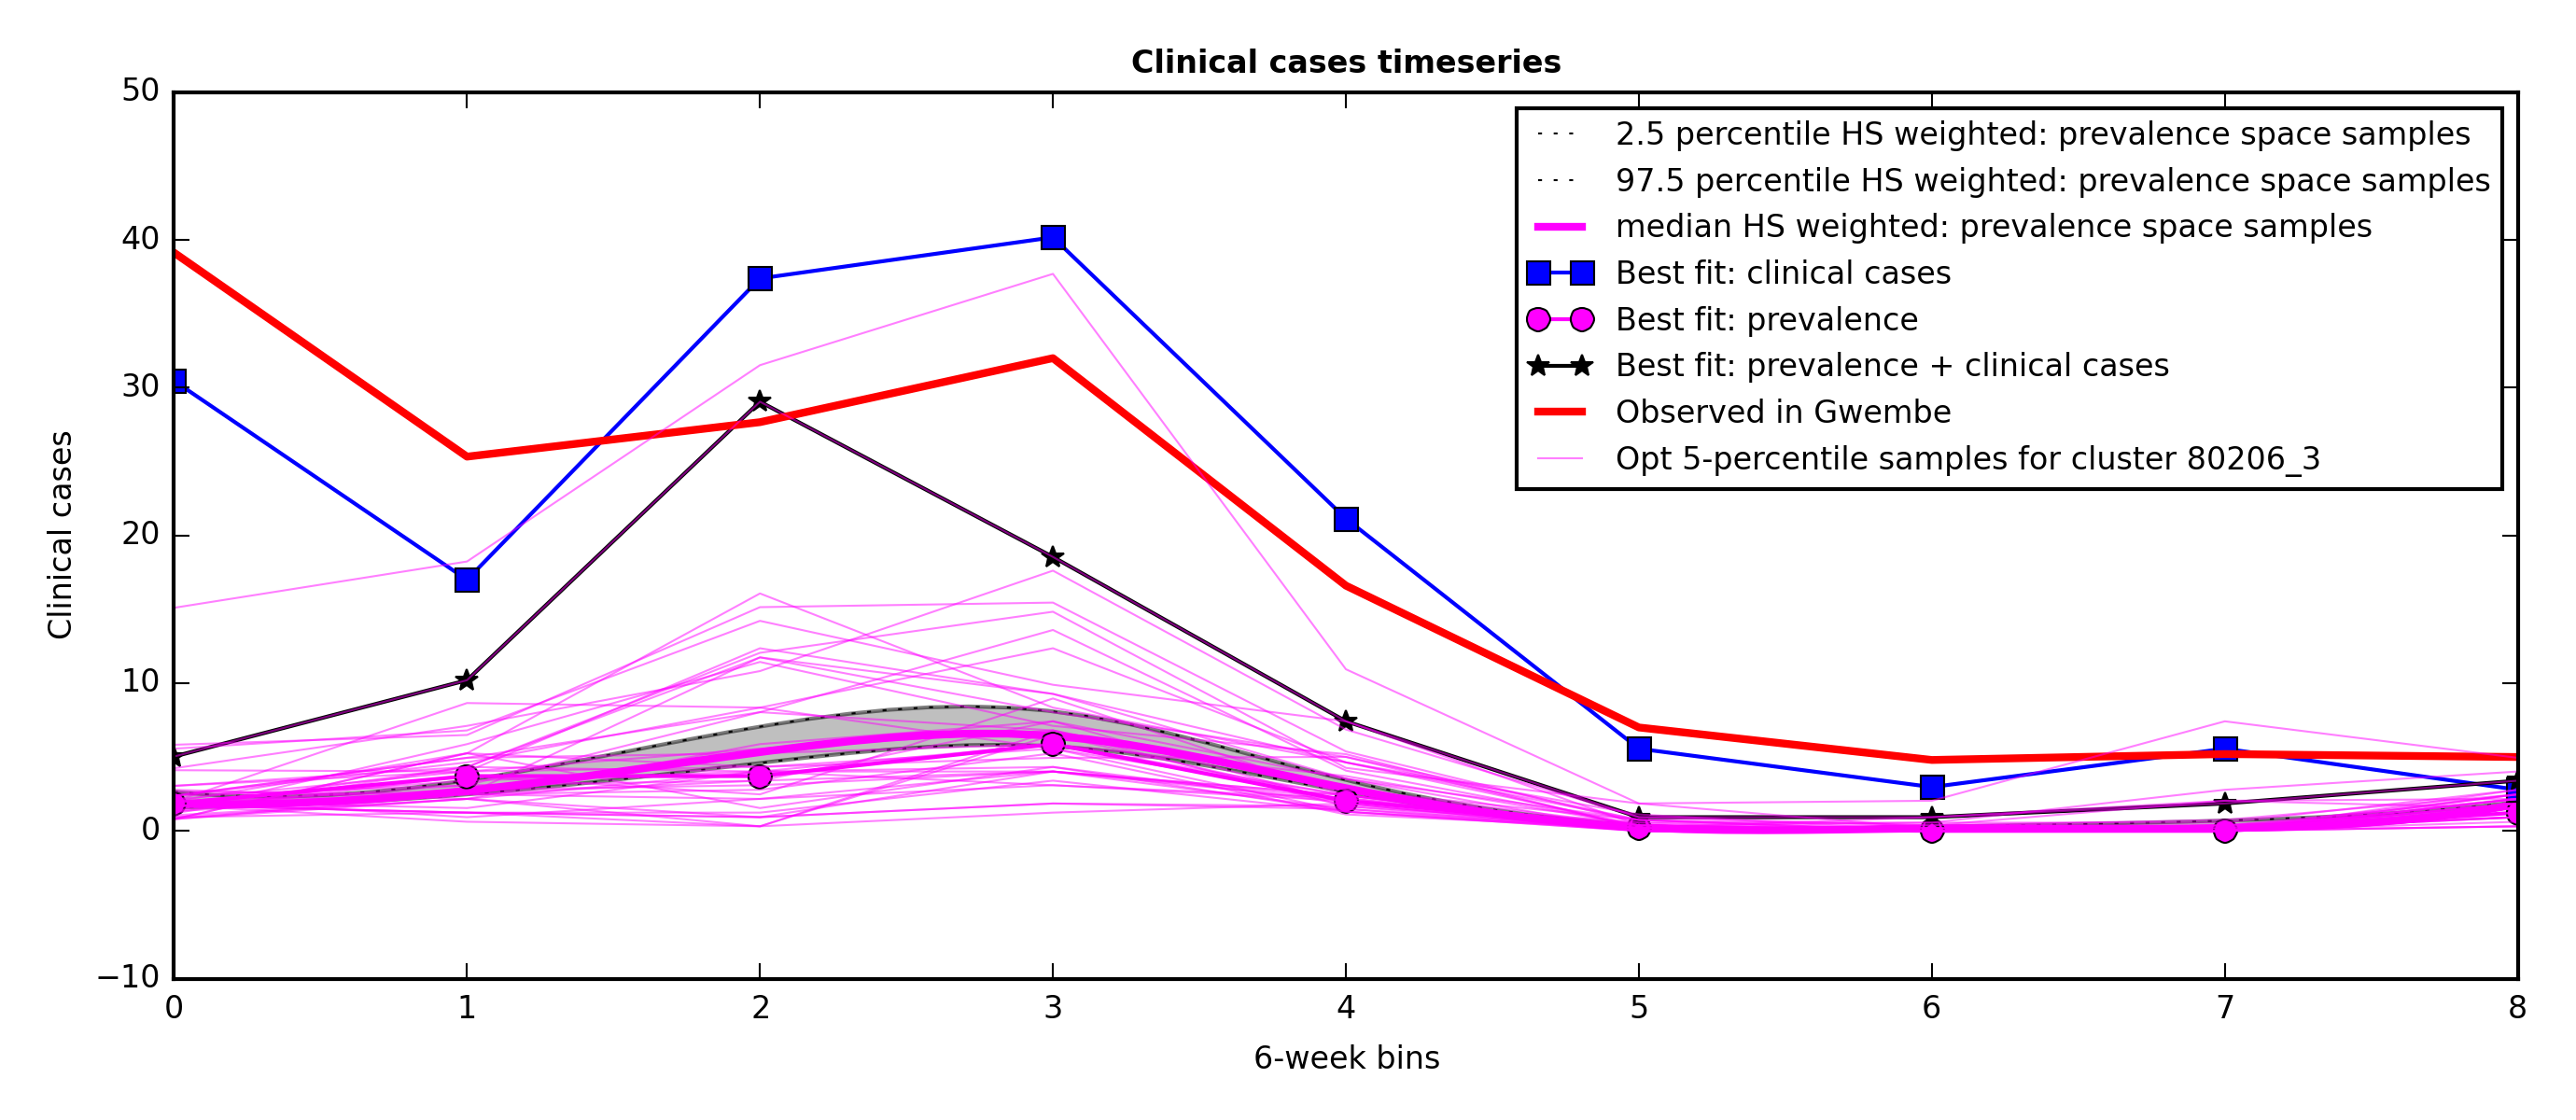 Clinical cases timeseries
50
40
30
20
10
0
−10
Clinical cases
2.5 percentile HS weighted: prevalence space samples
97.5 percentile HS weighted: prevalence space samples
median HS weighted: prevalence space samples
Best fit: clinical cases
Best fit: prevalence
Best fit: prevalence + clinical cases
Observed in Gwembe
Opt 5-percentile samples for cluster 80206_3
0 1 2 3 4 5 6 7 8
6-week bins